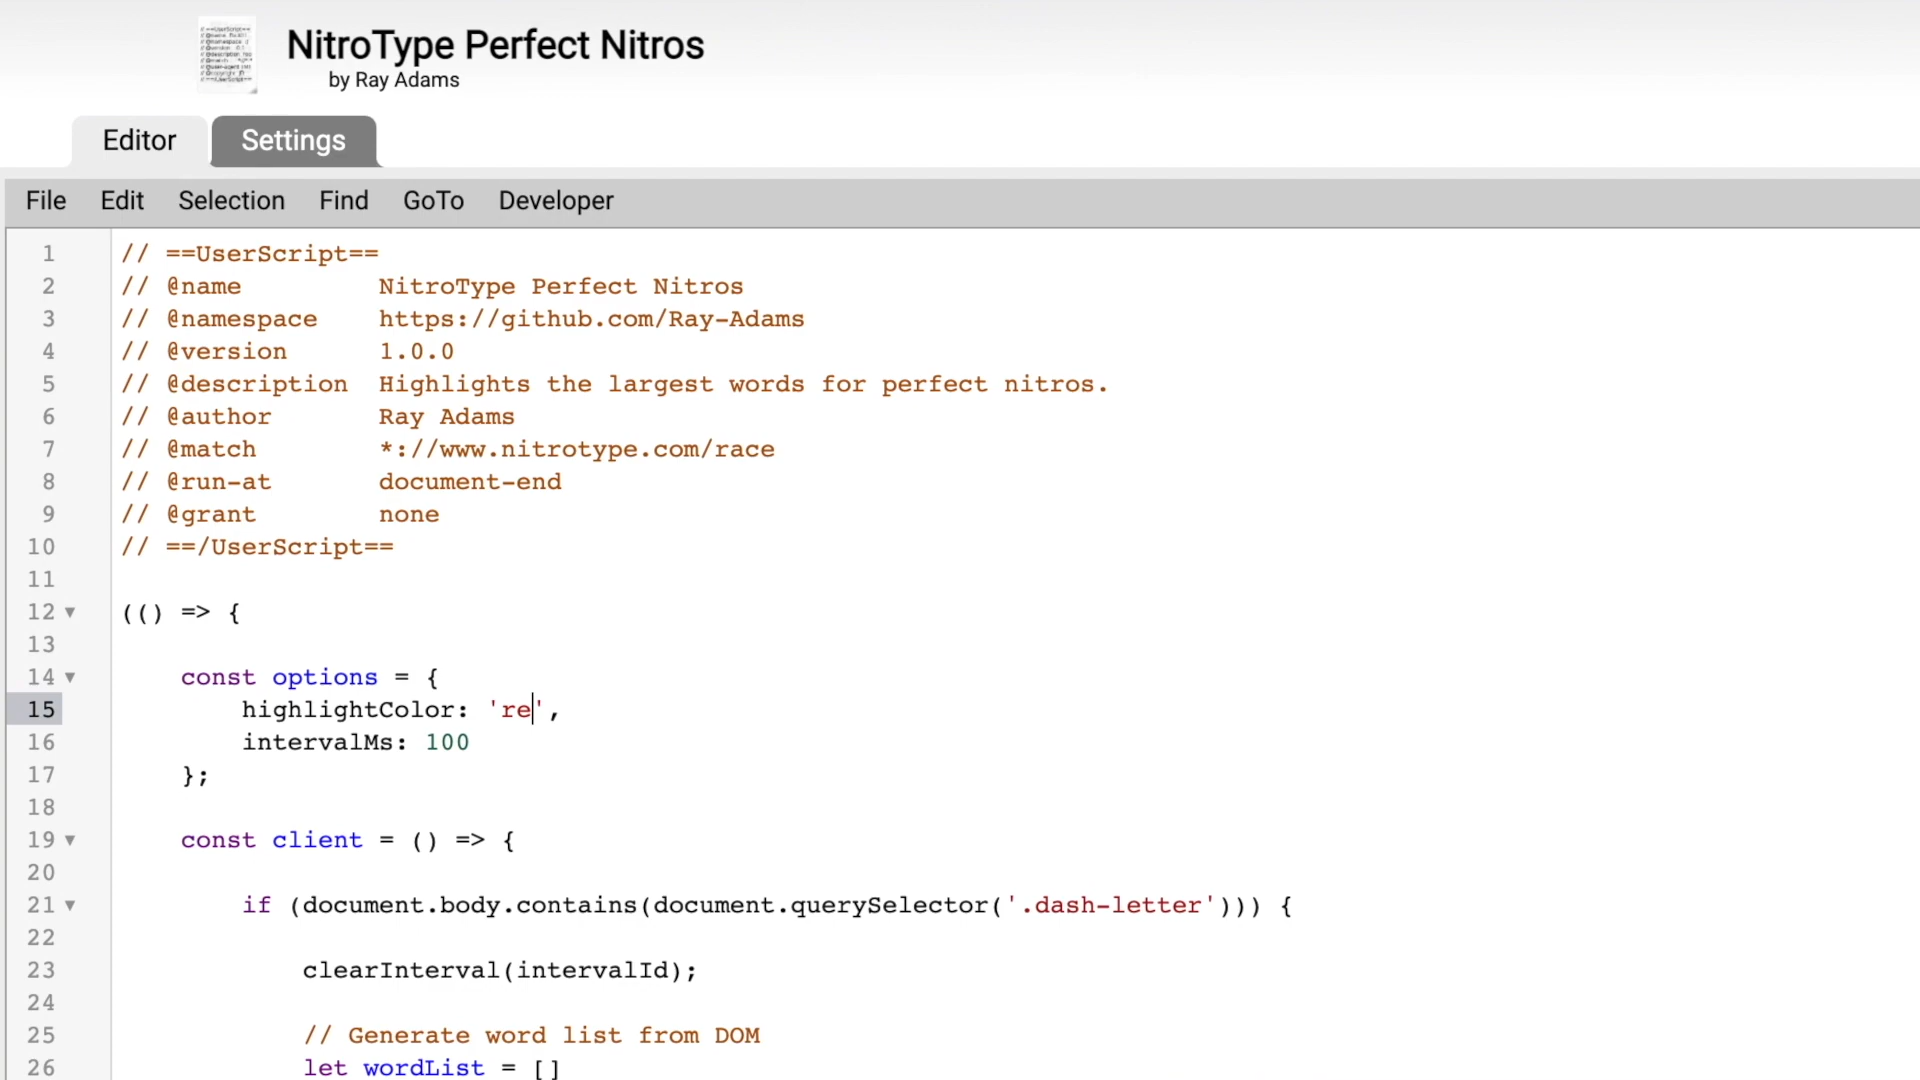 NitroType Perfect Nitros
by Ray Adams
Editor Settings
File Edit Selection Find GoTo Developer
1 // ==UserScript==
2 // @name         NitroType Perfect Nitros
3 // @namespace    https://github.com/Ray-Adams
4 // @version      1.0.0
5 // @description  Highlights the largest words for perfect nitros.
6 // @author       Ray Adams
7 // @match        *://www.nitrotype.com/race
8 // @run-at       document-end
9 // @grant        none
10 // ==/UserScript==
11
12 (() => {
13
14     const options = {
15         highlightColor: 're',
16         intervalMs: 100
17     };
18
19     const client = () => {
20
21         if (document.body.contains(document.querySelector('.dash-letter'))) {
22
23             clearInterval(intervalId);
24
25             // Generate word list from DOM
26             let wordList = []